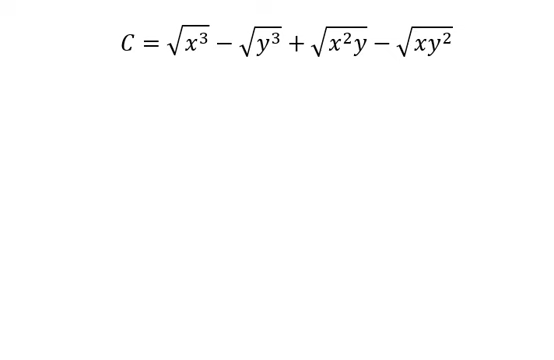 C = √x³ − √y³ + √x²y − √xy²